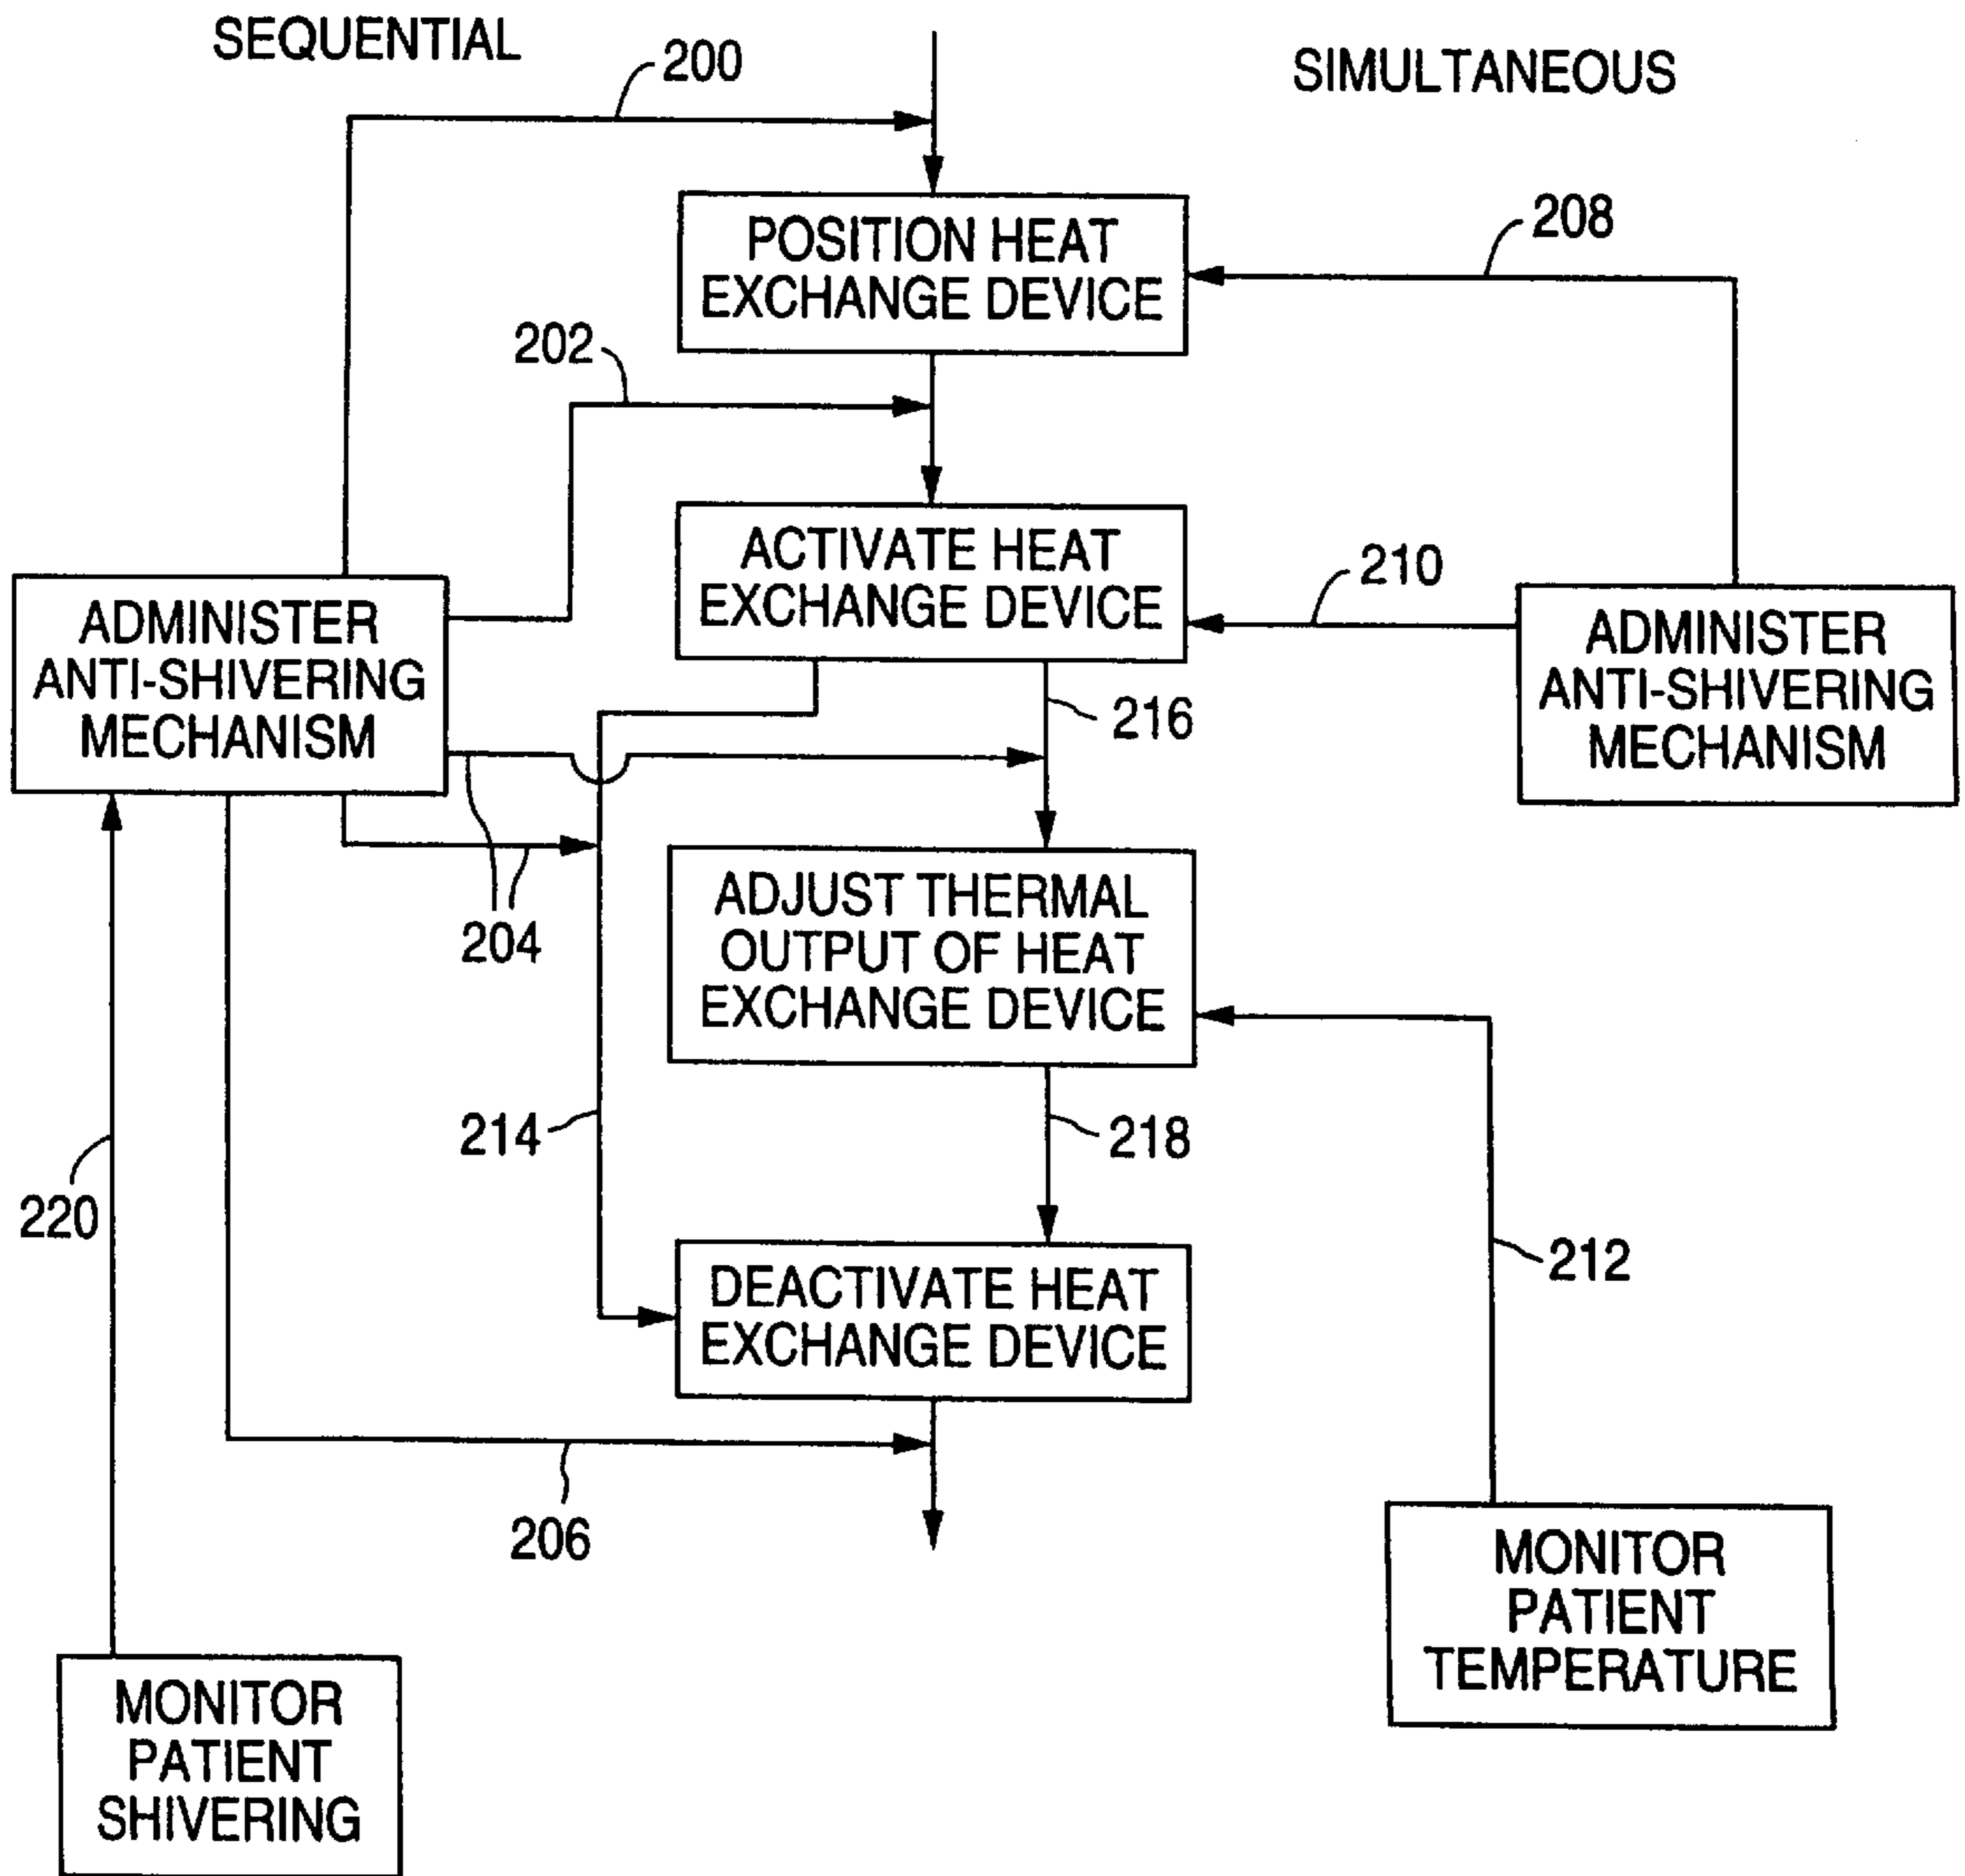 SEQUENTIAL
200
SIMULTANEOUS
POSITION HEAT
EXCHANGE DEVICE
208
202
ACTIVATE HEAT
EXCHANGE DEVICE
210
ADMINISTER
ANTI-SHIVERING
MECHANISM
ADMINISTER
ANTI-SHIVERING
MECHANISM
216
204
ADJUST THERMAL
OUTPUT OF HEAT
EXCHANGE DEVICE
214
218
220
212
DEACTIVATE HEAT
EXCHANGE DEVICE
206
MONITOR
PATIENT
TEMPERATURE
MONITOR
PATIENT
SHIVERING